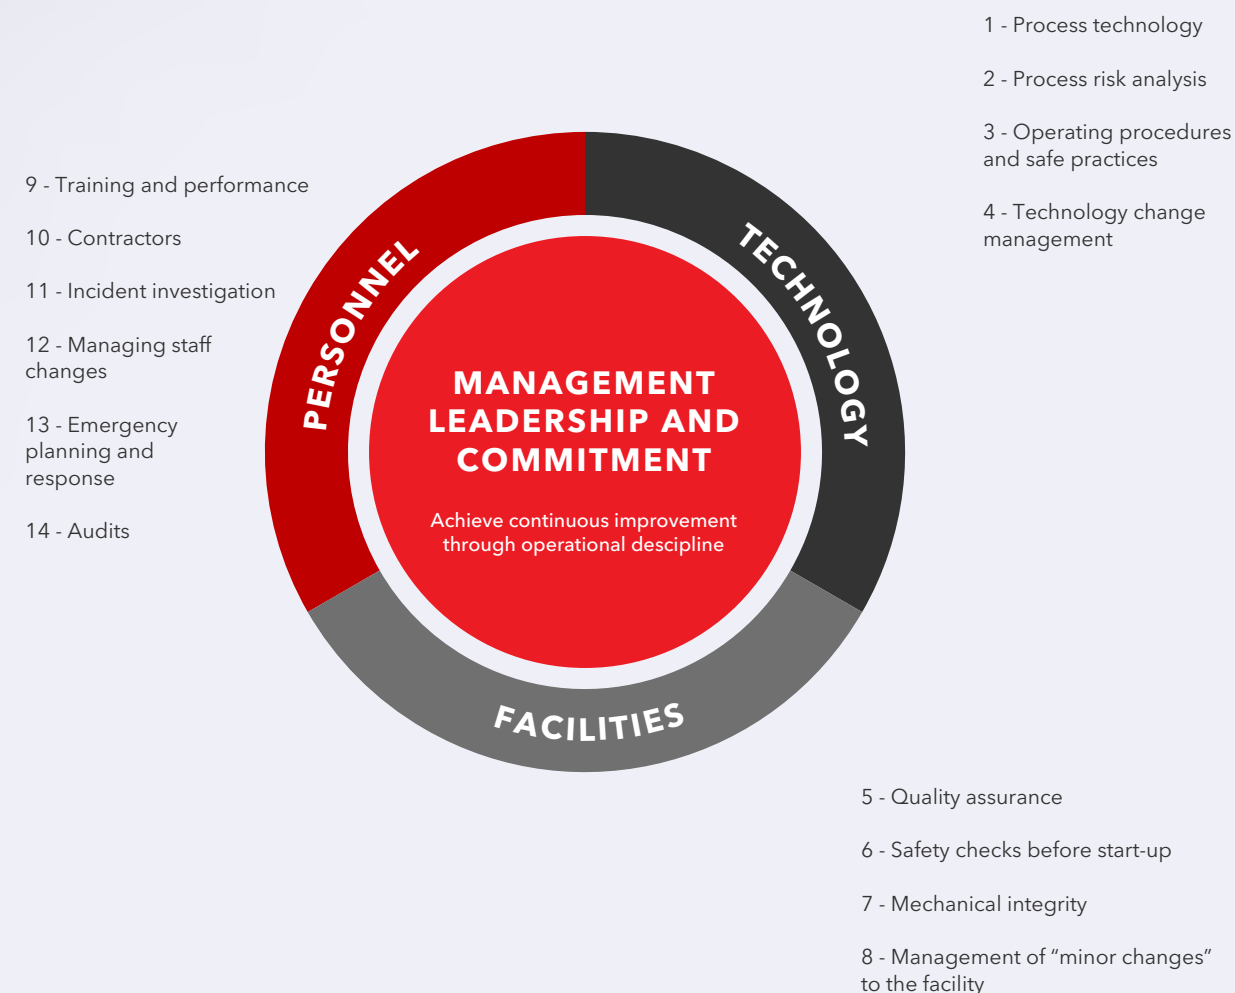 1 - Process technology
2 - Process risk analysis
3 - Operating procedures
and safe practices
4 - Technology change
management
9 - Training and performance
10 - Contractors
11 - Incident investigation
12 - Managing staff
changes
13 - Emergency
planning and
response
14 - Audits
PERSONNEL
TECHNOLOGY
MANAGEMENT
LEADERSHIP AND
COMMITMENT
Achieve continuous improvement
through operational descipline
FACILITIES
5 - Quality assurance
6 - Safety checks before start-up
7 - Mechanical integrity
8 - Management of “minor changes”
to the facility